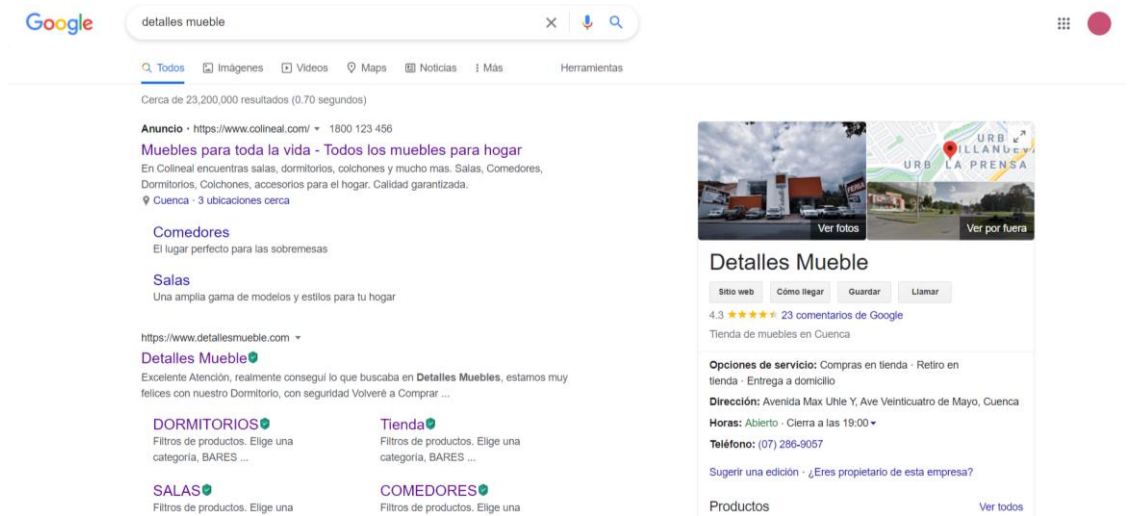 Google
detalles mueble
Todos Imágenes Videos Maps Noticias Más Herramientas
Cerca de 23,200,000 resultados (0.70 segundos)
Anuncio · https://www.colineal.com/ 1800 123 456
Muebles para toda la vida - Todos los muebles para hogar
En Colineal encuentras salas, dormitorios, colchones y mucho mas. Salas, Comedores,
Dormitorios, Colchones, accesorios para el hogar. Calidad garantizada.
Cuenca · 3 ubicaciones cerca
Comedores
El lugar perfecto para las sobremesas
Salas
Una amplia gama de modelos y estilos para tu hogar
https://www.detallesmueble.com
Detalles Mueble
Excelente Atención, realmente conseguí lo que buscaba en Detalles Muebles, estamos muy
felices con nuestro Dormitorio, con seguridad Volveré a Comprar ...
DORMITORIOS
Filtros de productos. Elige una
categoría, BARES ...
Tienda
Filtros de productos. Elige una
categoría, BARES ...
SALAS
Filtros de productos. Elige una
COMEDORES
Filtros de productos. Elige una
FERIA
Ver fotos
URB
VILLANUEV
URB LA PRENSA
Ver por fuera
Detalles Mueble
Sitio web Cómo llegar Guardar Llamar
4.3 23 comentarios de Google
Tienda de muebles en Cuenca
Opciones de servicio: Compras en tienda · Retiro en
tienda · Entrega a domicilio
Dirección: Avenida Max Uhle Y, Ave Veinticuatro de Mayo, Cuenca
Horas: Abierto · Cierra a las 19:00
Teléfono: (07) 286-9057
Sugerir una edición · ¿Eres propietario de esta empresa?
Productos Ver todos